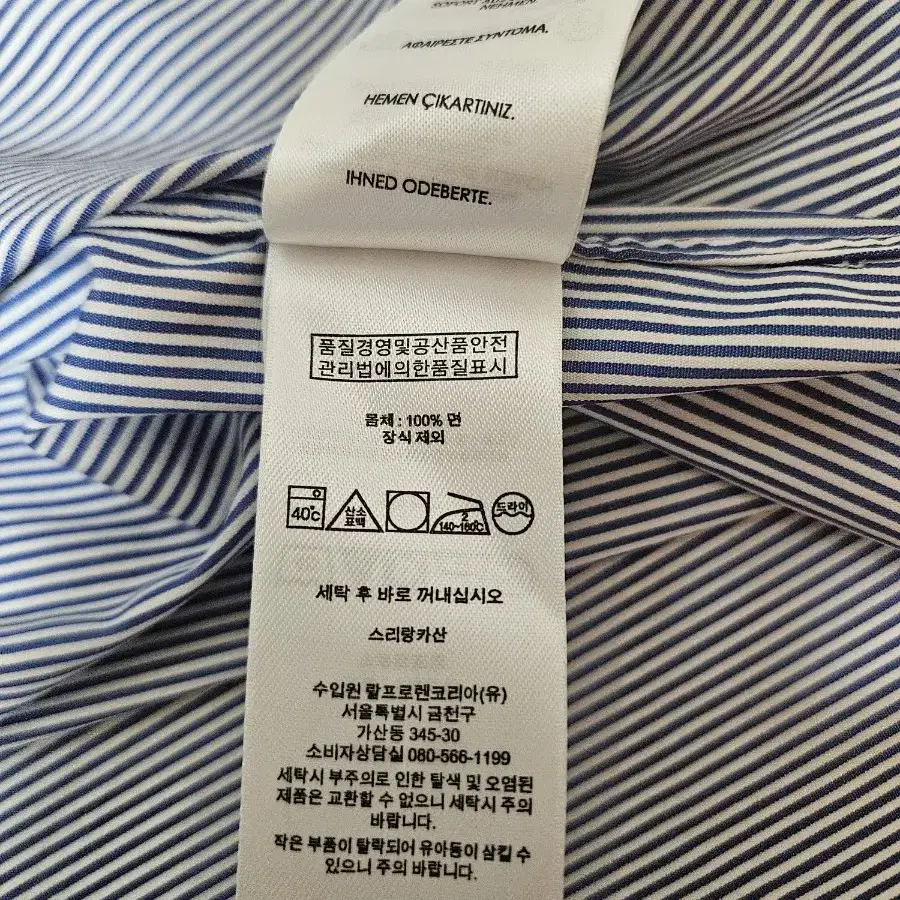 SOFORT AUS
NEHMEN
ΑΦΑΙΡΕΣΤΕ ΣΥΝΤΟΜΑ.
HEMEN ÇIKARTINIZ.
IHNED ODEBERTE.
품질경영및공산품안전
관리법에의한품질표시
몸체 : 100% 면
장식 제외
40°C
산소
표백
2
140~160°C
드라이
세탁 후 바로 꺼내십시오
스리랑카산
수입원 랄프로렌코리아(유)
서울특별시 금천구
가산동 345-30
소비자상담실 080-566-1199
세탁시 부주의로 인한 탈색 및 오염된
제품은 교환할 수 없으니 세탁시 주의
바랍니다.
작은 부품이 탈락되어 유아동이 삼킬 수
있으니 주의 바랍니다.